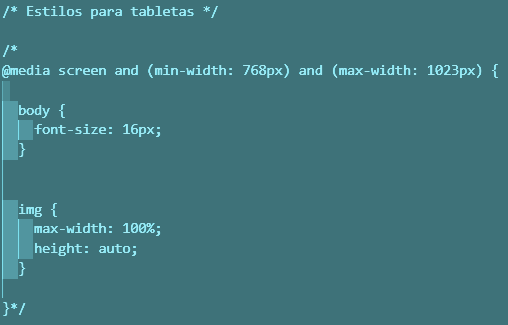 /* Estilos para tabletas */
/*
@media screen and (min-width: 768px) and (max-width: 1023px) {
body {
font-size: 16px;
}
img {
max-width: 100%;
height: auto;
}
}*/